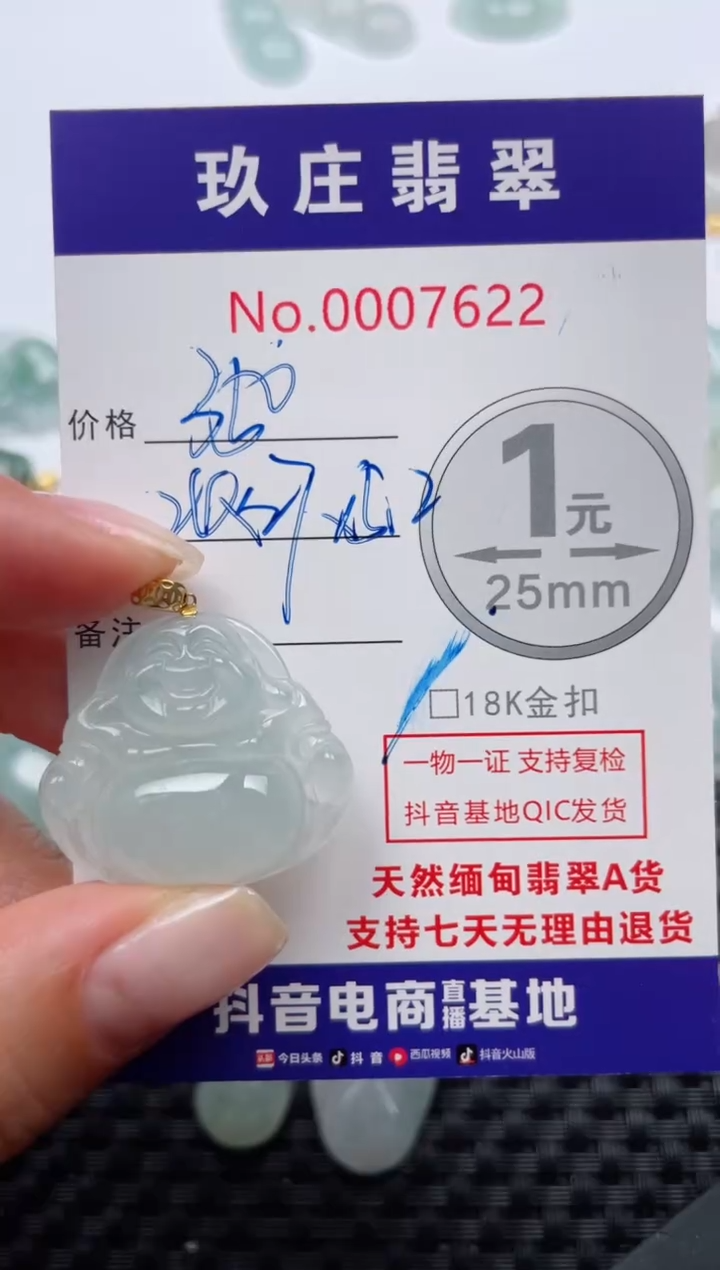 玖庄翡翠
No.0007622
价格
1元
25mm
备注
□18K金扣
一物一证 支持复检
抖音基地QIC发货
天然缅甸翡翠A货
支持七天无理由退货
抖音电商直播基地
头条 今日头条 抖音 西瓜视频 抖音火山版